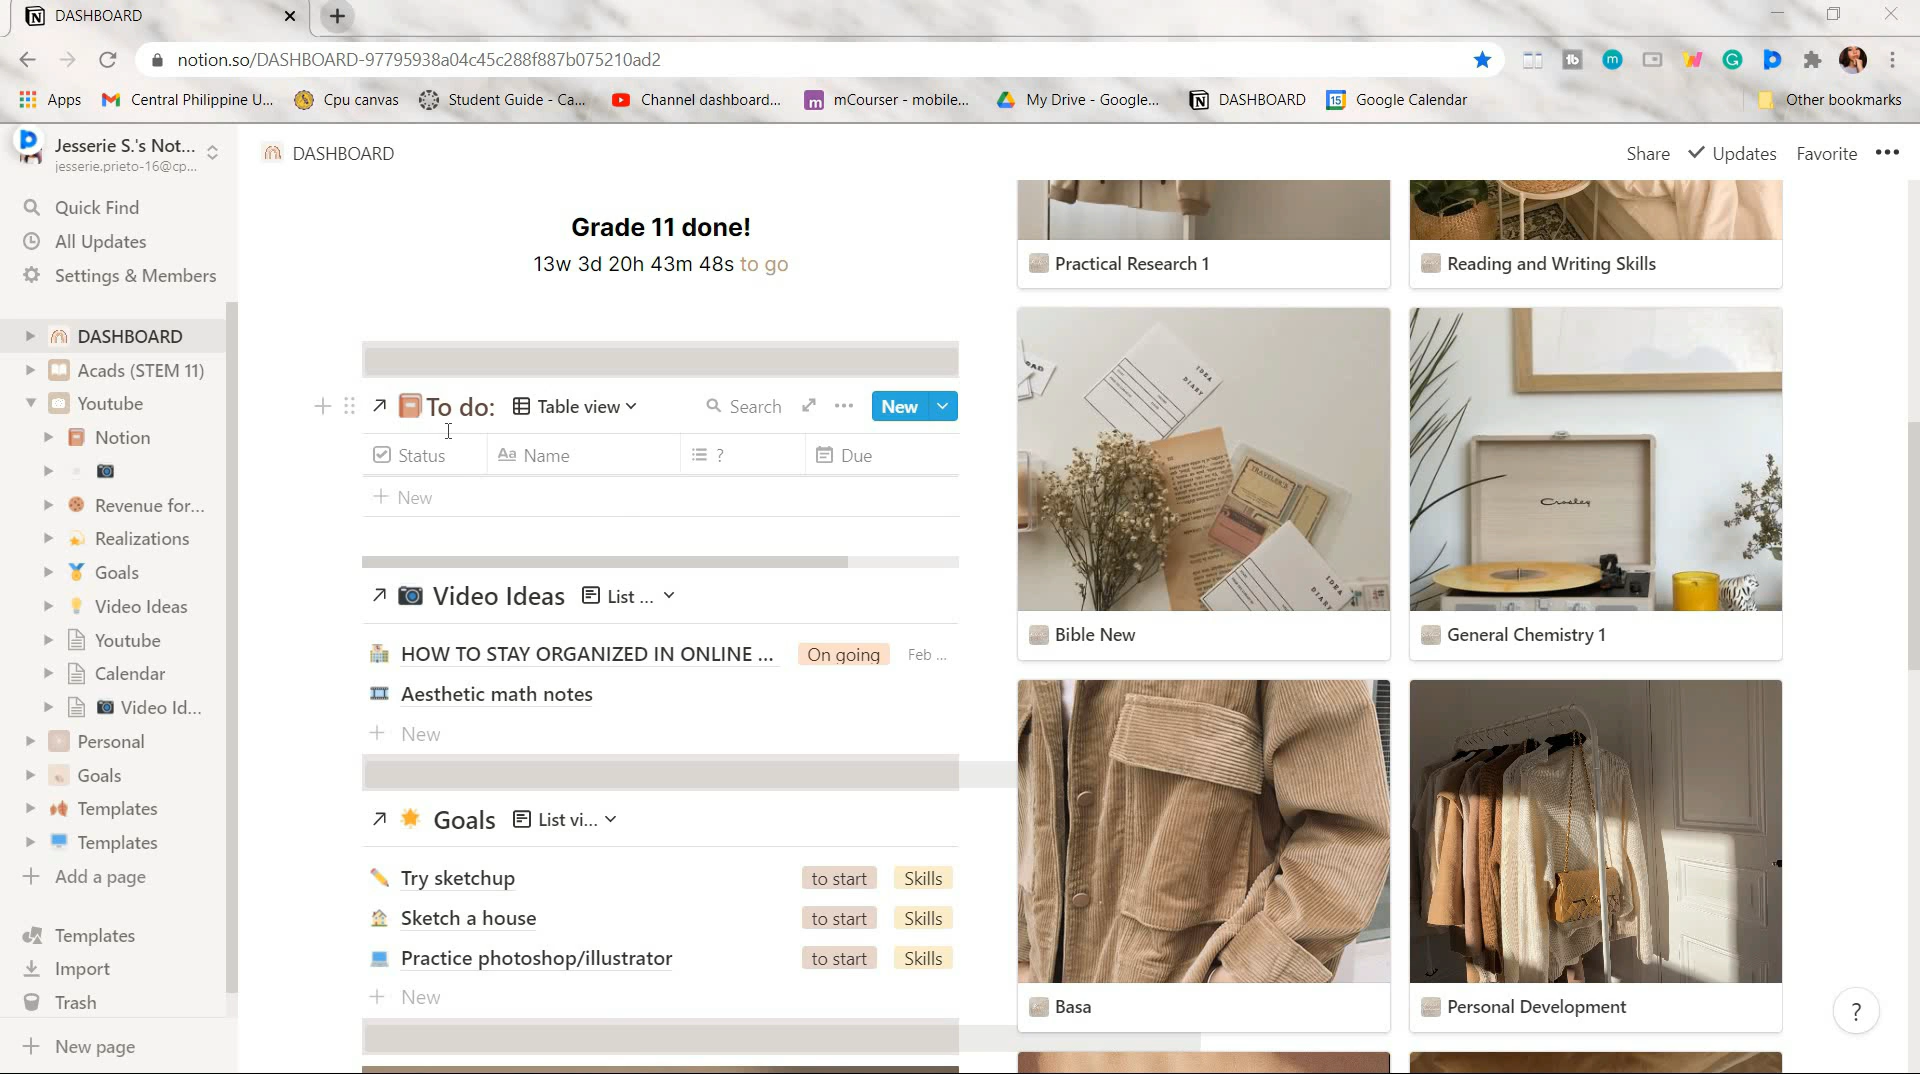 DASHBOARD
notion.so/DASHBOARD-97795938a04c45c288f887b075210ad2
Apps
Central Philippine U...
Cpu canvas
Student Guide - Ca...
Channel dashboard...
mCourser - mobile...
My Drive - Google...
DASHBOARD
Google Calendar
Other bookmarks
Jesserie S.'s Not...
jesserie.prieto-16@cp...
Quick Find
All Updates
Settings & Members
DASHBOARD
Acads (STEM 11)
Youtube
Notion
Revenue for...
Realizations
Goals
Video Ideas
Youtube
Calendar
Video Id...
Personal
Goals
Templates
Templates
Add a page
Templates
Import
Trash
New page
DASHBOARD
Share
Updates
Favorite
Grade 11 done!
13w 3d 20h 43m 48s to go
To do:
Table view
Search
New
Status
Aa Name
?
Due
New
Video Ideas
List ...
HOW TO STAY ORGANIZED IN ONLINE ...
On going
Feb ...
Aesthetic math notes
New
Goals
List vi...
Try sketchup
to start
Skills
Sketch a house
to start
Skills
Practice photoshop/illustrator
to start
Skills
New
Practical Research 1
Reading and Writing Skills
IDEA
DIARY
TRAVELER'S
IDEA
DIARY
Bible New
Crosley
General Chemistry 1
Basa
Personal Development
?